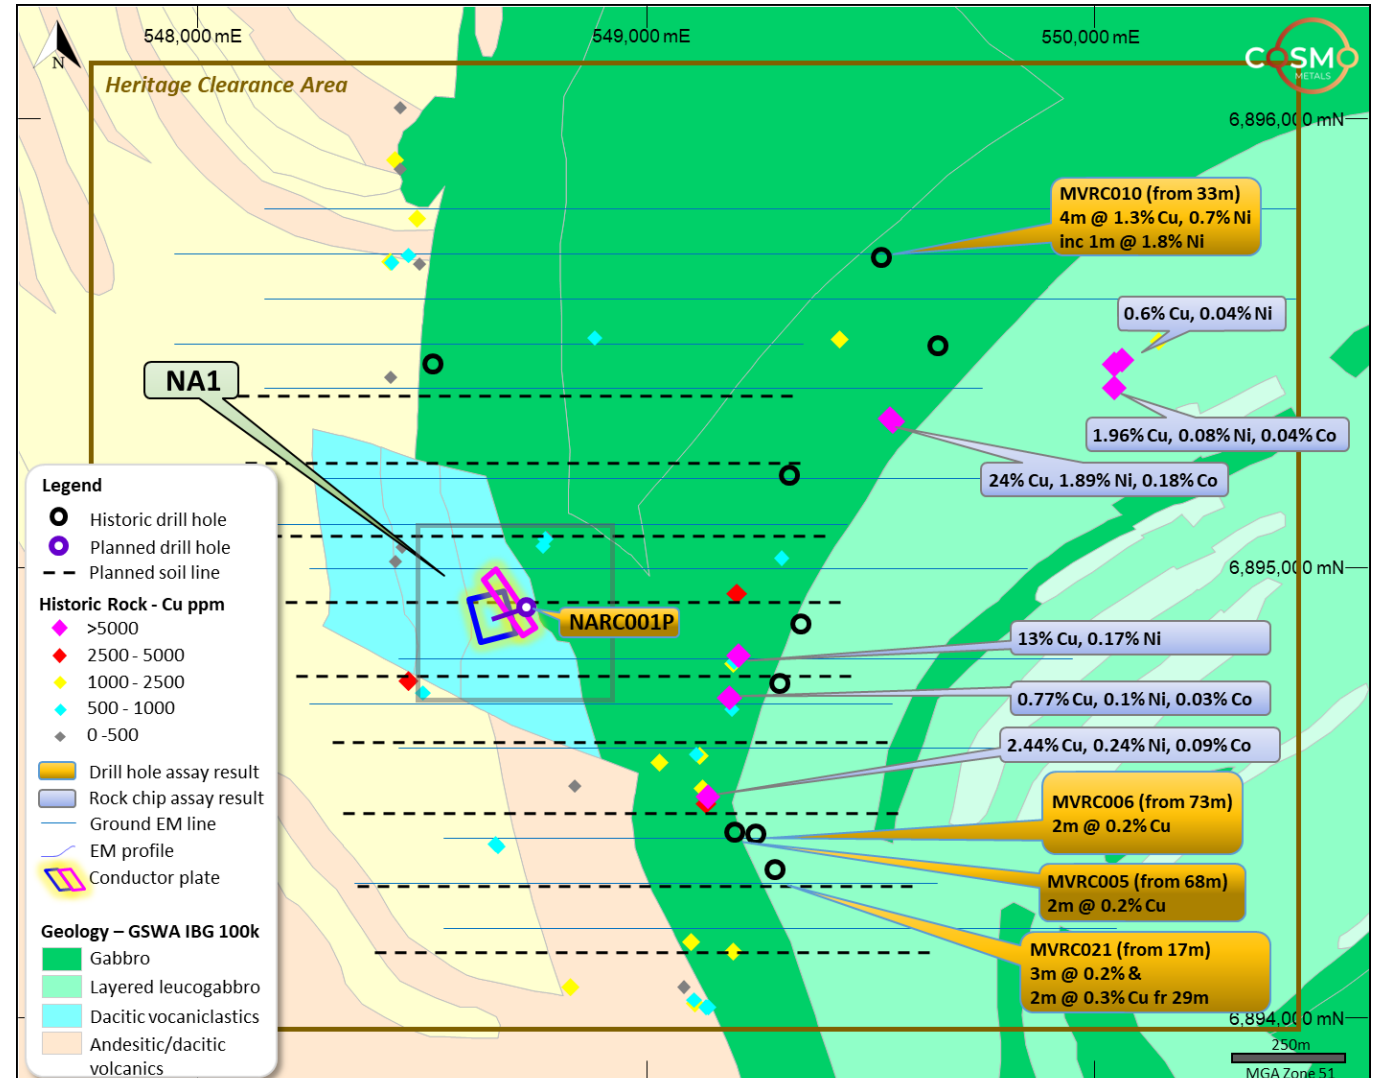 548,000 mE
549,000 mE
550,000 mE
COSMO
METALS
N
Heritage Clearance Area
6,896,000 mN
MVRC010 (from 33m)
4m @ 1.3% Cu, 0.7% Ni
inc 1m @ 1.8% Ni
0.6% Cu, 0.04% Ni
NA1
1.96% Cu, 0.08% Ni, 0.04% Co
24% Cu, 1.89% Ni, 0.18% Co
6,895,000 mN
NARC001P
13% Cu, 0.17% Ni
0.77% Cu, 0.1% Ni, 0.03% Co
2.44% Cu, 0.24% Ni, 0.09% Co
MVRC006 (from 73m)
2m @ 0.2% Cu
MVRC005 (from 68m)
2m @ 0.2% Cu
MVRC021 (from 17m)
3m @ 0.2% &
2m @ 0.3% Cu fr 29m
6,894,000 mN
250m
MGA Zone 51
Legend
Historic drill hole
Planned drill hole
Planned soil line
Historic Rock - Cu ppm
>5000
2500 - 5000
1000 - 2500
500 - 1000
0 -500
Drill hole assay result
Rock chip assay result
Ground EM line
EM profile
Conductor plate
Geology – GSWA IBG 100k
Gabbro
Layered leucogabbro
Dacitic vocaniclastics
Andesitic/dacitic
volcanics